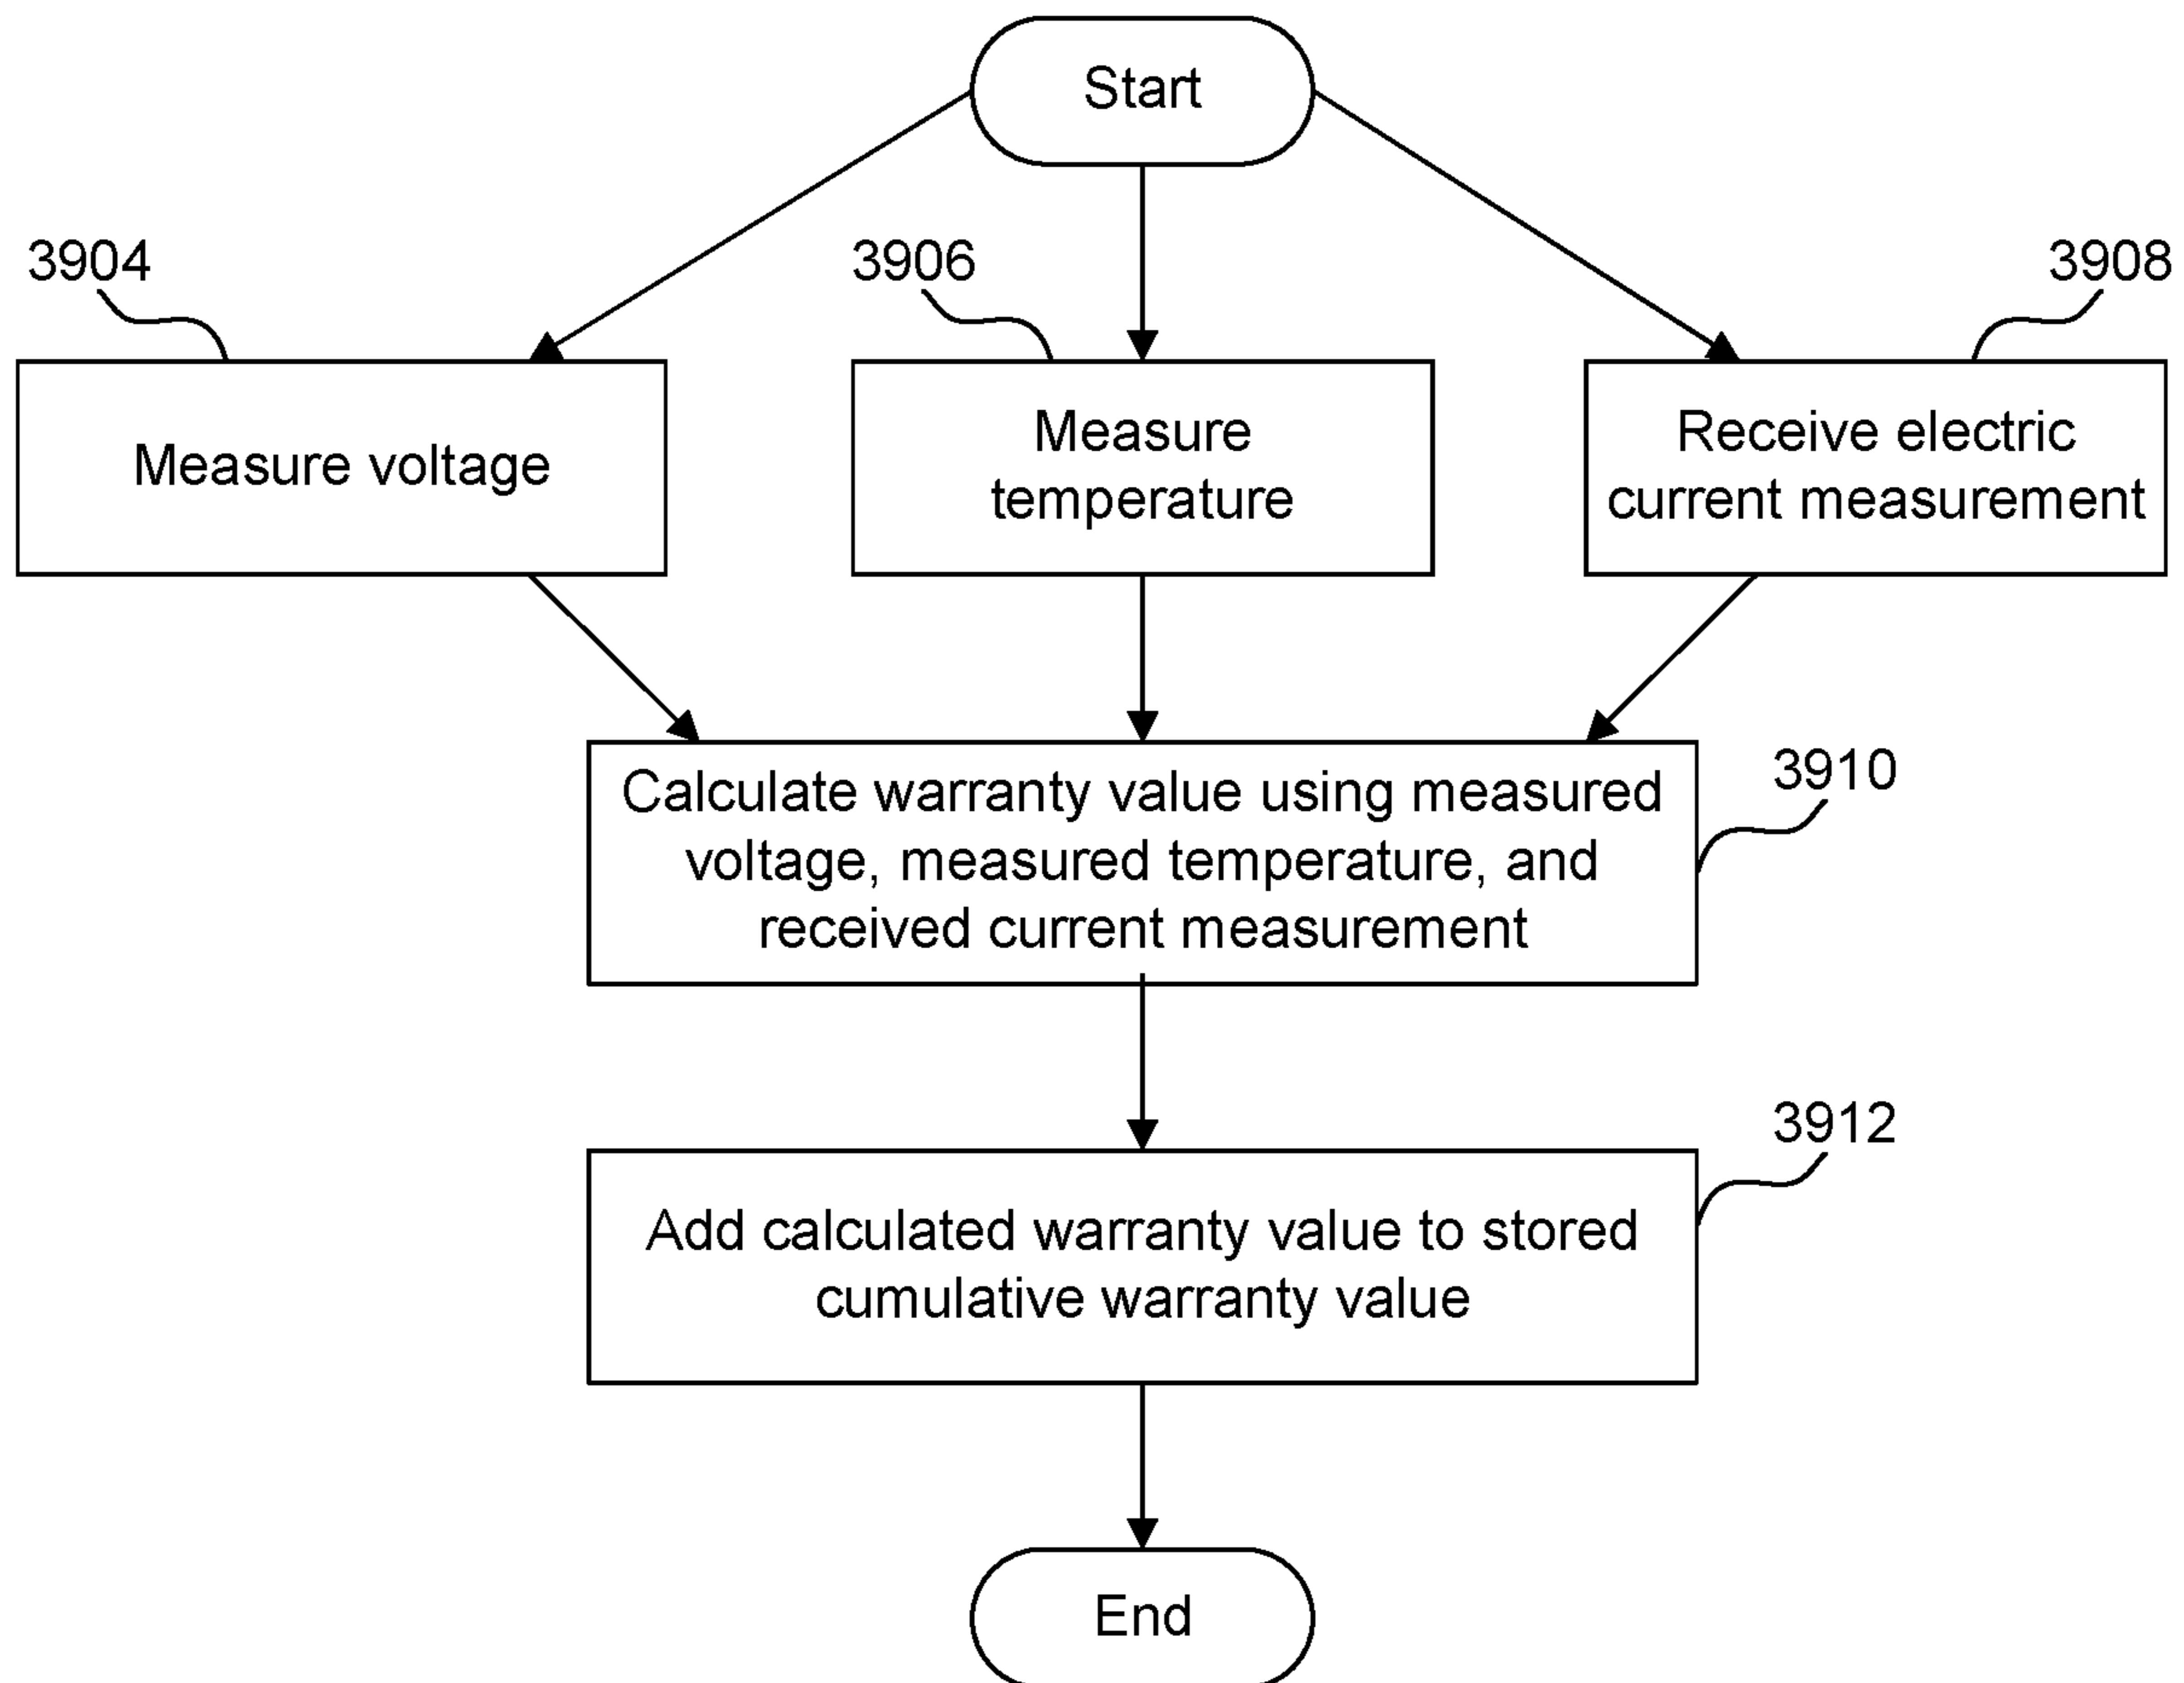 Start
3904
3906
3908
Measure voltage
Measure
temperature
Receive electric
current measurement
3910
Calculate warranty value using measured
voltage, measured temperature, and
received current measurement
3912
Add calculated warranty value to stored
cumulative warranty value
End